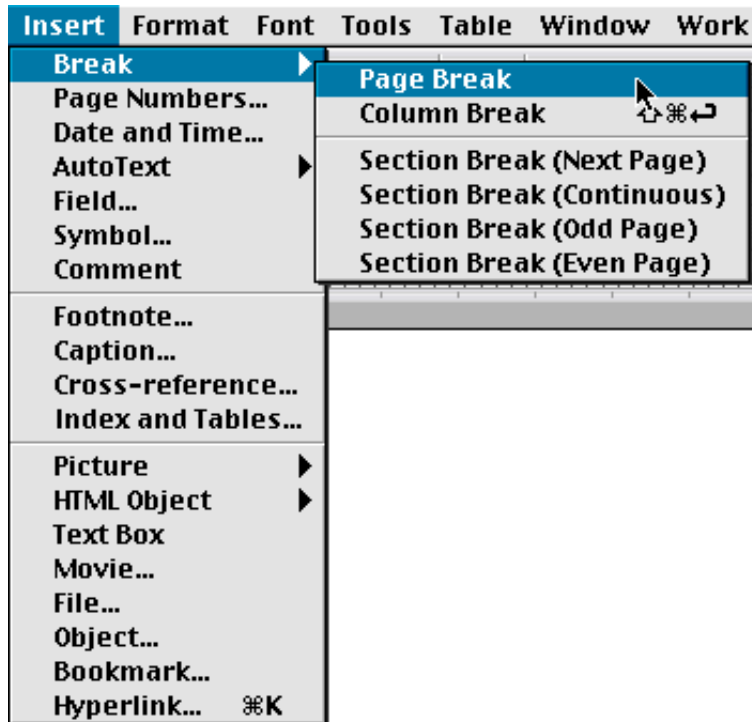 Insert Format Font Tools Table Window Work
Break
Page Numbers...
Date and Time...
AutoText
Field...
Symbol...
Comment
Footnote...
Caption...
Cross-reference...
Index and Tables...
Picture
HTML Object
Text Box
Movie...
File...
Object...
Bookmark...
Hyperlink... ⌘K
Page Break
Column Break ⇧⌘↩
Section Break (Next Page)
Section Break (Continuous)
Section Break (Odd Page)
Section Break (Even Page)